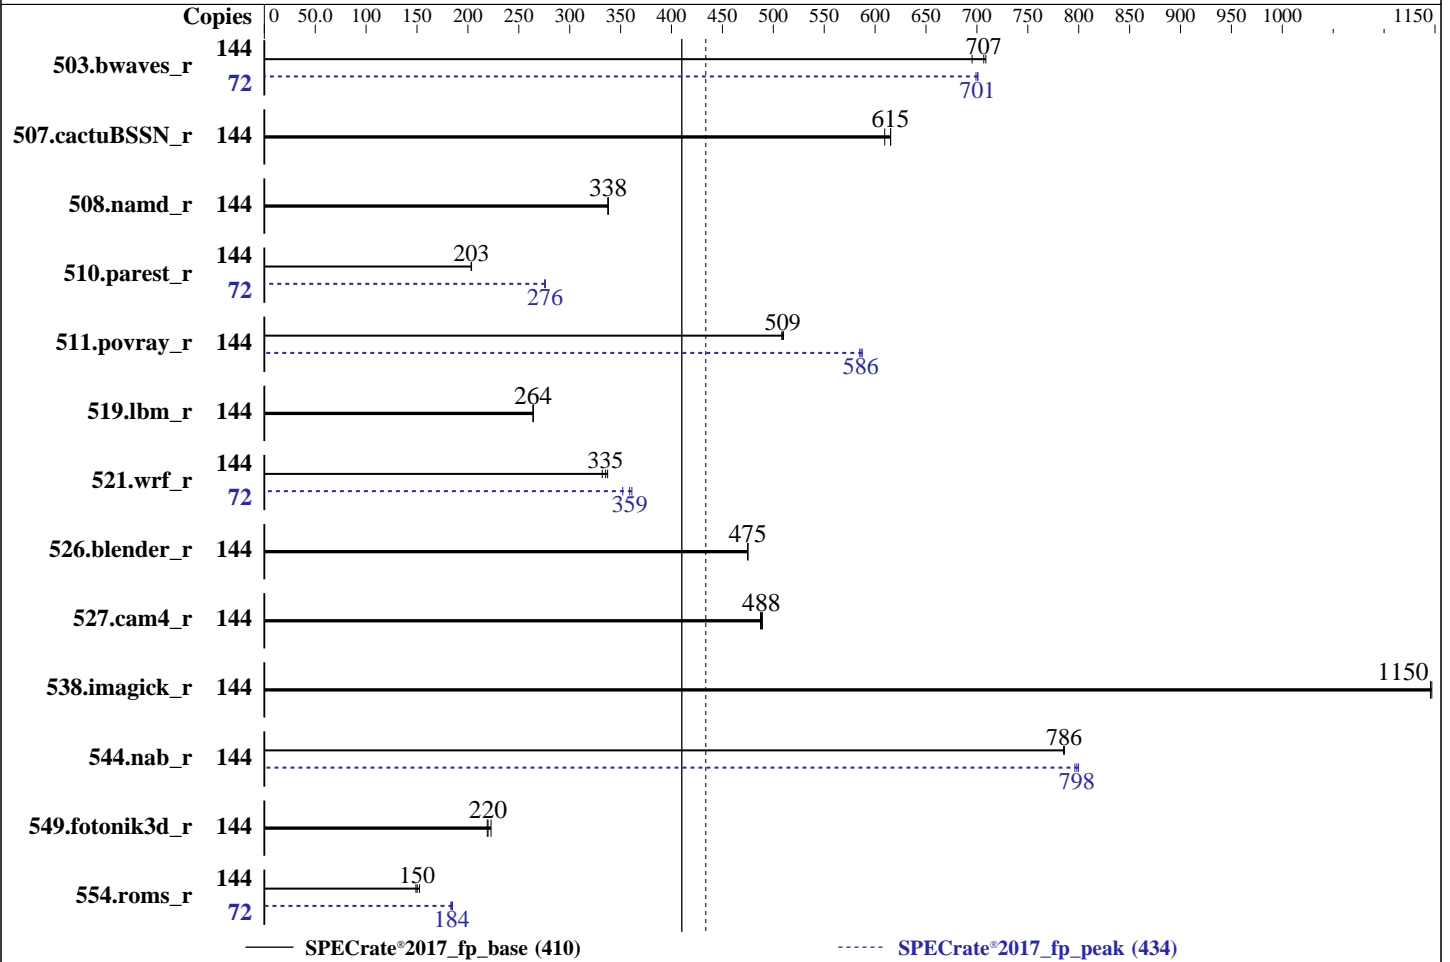 Copies 0 50.0 100 150 200 250 300 350 400 450 500 550 600 650 700 750 800 850 900 950 1000 1150
503.bwaves_r 144 707
72 701
507.cactuBSSN_r 144 615
508.namd_r 144 338
510.parest_r 144 203
72 276
511.povray_r 144 509
586
519.lbm_r 144 264
521.wrf_r 144 335
72 359
526.blender_r 144 475
527.cam4_r 144 488
538.imagick_r 144 1150
544.nab_r 144 786
798
549.fotonik3d_r 144 220
554.roms_r 144 150
72 184
SPECrate®2017_fp_base (410) SPECrate®2017_fp_peak (434)